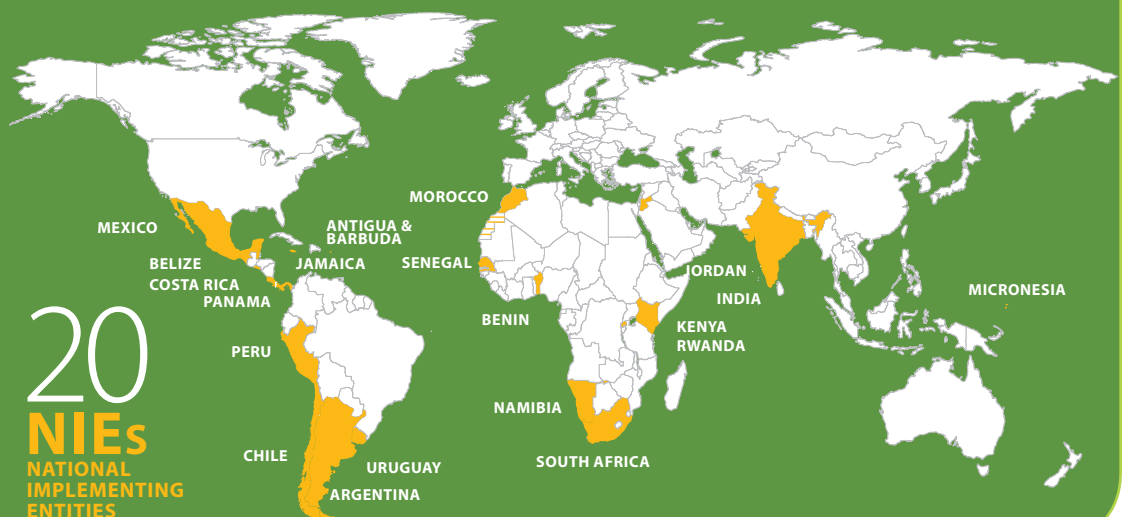 MOROCCO
MEXICO
ANTIGUA &
BARBUDA
BELIZE
JAMAICA
SENEGAL
JORDAN
COSTA RICA
PANAMA
INDIA
MICRONESIA
BENIN
KENYA
RWANDA
PERU
NAMIBIA
CHILE
SOUTH AFRICA
URUGUAY
ARGENTINA
20
NIEs
NATIONAL
IMPLEMENTING
ENTITIES